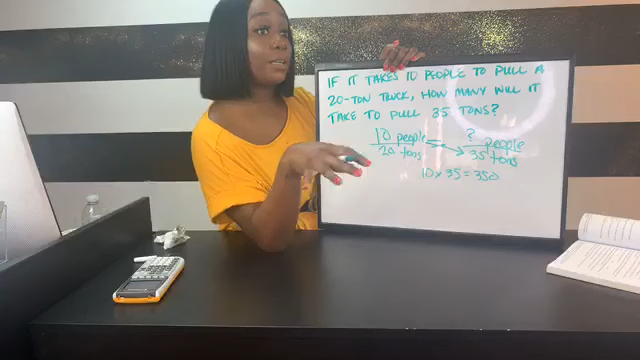 IF IT TAKES 10 PEOPLE TO PULL A
20-TON TRUCK, HOW MANY WILL IT
TAKE TO PULL 35 TONS?
10 people = ? people
20 tons 35 tons
10 x 35 = 350